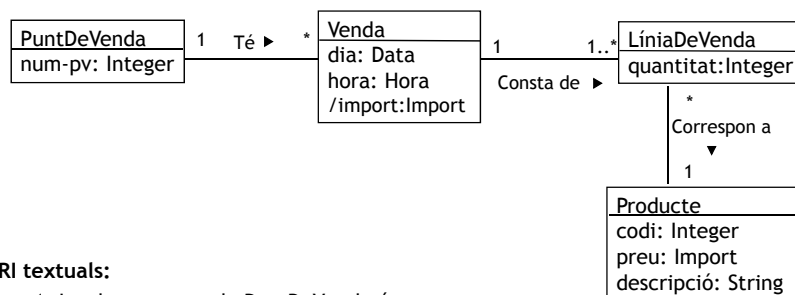 PuntDeVenda
num-pv: Integer
1 Té ▶ *
Venda
dia: Data
hora: Hora
/import:Import
1 1..*
Consta de ▶
LíniaDeVenda
quantitat:Integer
*
Correspon a
▼
1
Producte
codi: Integer
preu: Import
descripció: String
RI textuals: